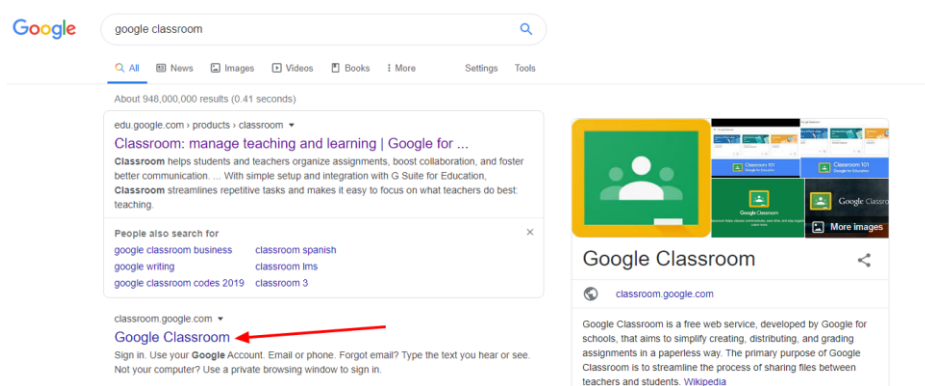 Google
google classroom
All News Images Videos Books More Settings Tools
About 948,000,000 results (0.41 seconds)
edu.google.com › products › classroom
Classroom: manage teaching and learning | Google for ...
Classroom helps students and teachers organize assignments, boost collaboration, and foster
better communication. ... With simple setup and integration with G Suite for Education,
Classroom streamlines repetitive tasks and makes it easy to focus on what teachers do best:
teaching.
People also search for
google classroom business classroom spanish
google writing classroom lms
google classroom codes 2019 classroom 3
classroom.google.com
Google Classroom
Sign in. Use your Google Account. Email or phone. Forgot email? Type the text you hear or see.
Not your computer? Use a private browsing window to sign in.
Classroom 101
Classroom 101
Google Classroom
Google Classro
More images
Google Classroom
classroom.google.com
Google Classroom is a free web service, developed by Google for
schools, that aims to simplify creating, distributing, and grading
assignments in a paperless way. The primary purpose of Google
Classroom is to streamline the process of sharing files between
teachers and students. Wikipedia